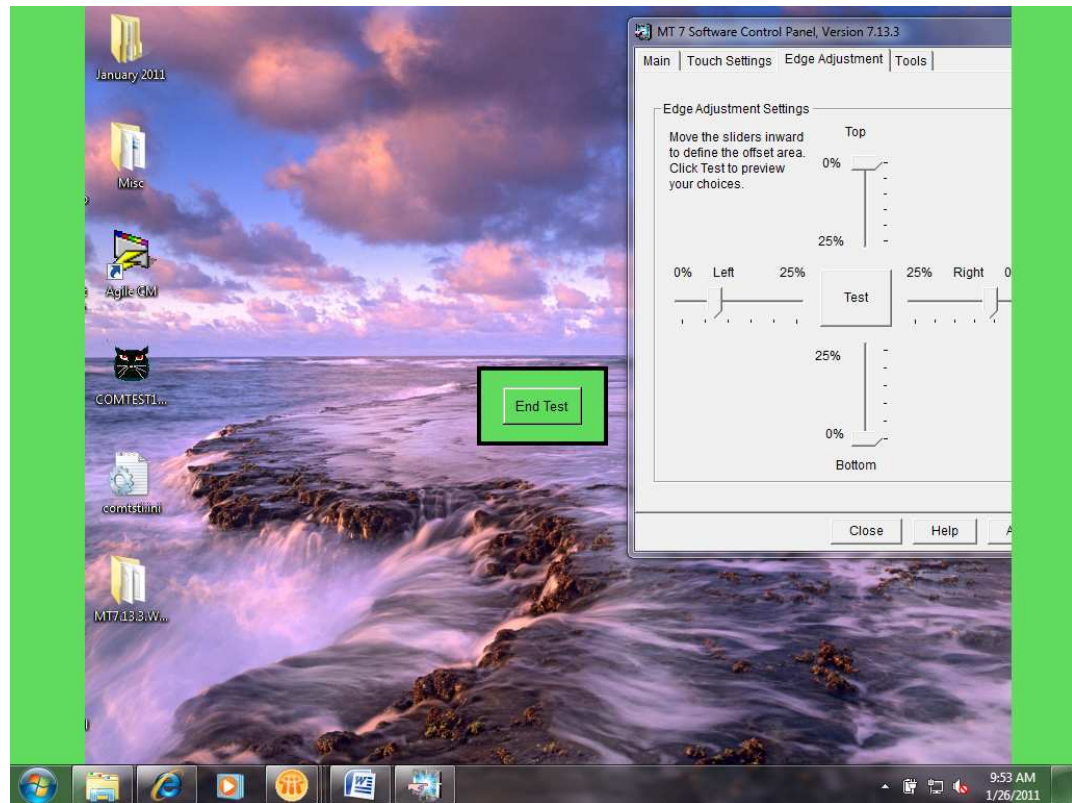 January 2011
Misc
Agile CM
COMTEST1...
comtsti.ini
MT7.13.3.W...
MT 7 Software Control Panel, Version 7.13.3
Main
Touch Settings
Edge Adjustment
Tools
Edge Adjustment Settings
Move the sliders inward
to define the offset area.
Click Test to preview
your choices.
Top
0%
25%
0% Left 25%
Test
25% Right 0
25%
0%
Bottom
Close
Help
A
End Test
9:53 AM
1/26/2011